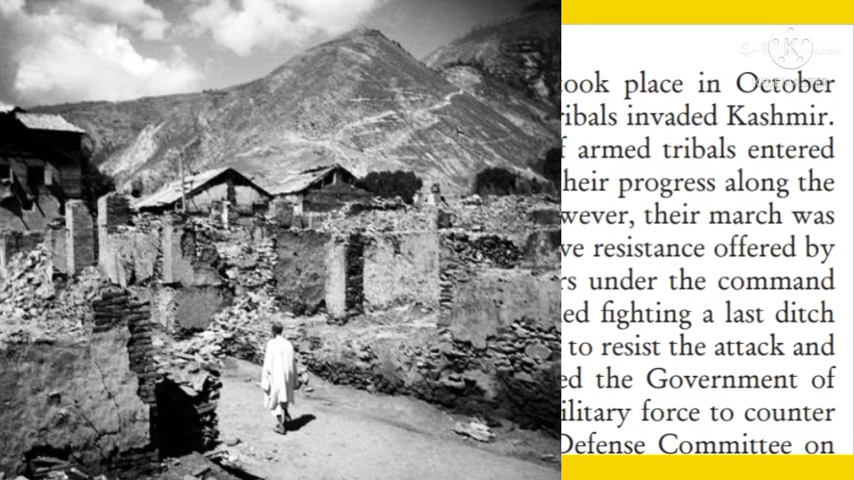 took place in October
ribals invaded Kashmir.
f armed tribals entered
heir progress along the
wever, their march was
ve resistance offered by
rs under the command
ed fighting a last ditch
to resist the attack and
ed the Government of
ilitary force to counter
Defense Committee on